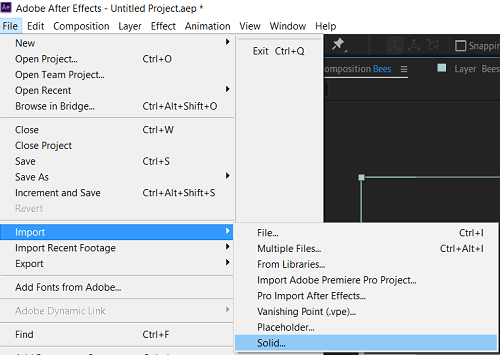 Ae Adobe After Effects - Untitled Project.aep *
File Edit Composition Layer Effect Animation View Window Help
New
Open Project... Ctrl+O
Open Team Project...
Open Recent
Browse in Bridge... Ctrl+Alt+Shift+O
Close Ctrl+W
Close Project
Save Ctrl+S
Save As
Increment and Save Ctrl+Alt+Shift+S
Revert
Import
Import Recent Footage
Export
Add Fonts from Adobe...
Adobe Dynamic Link
Find Ctrl+F
Exit Ctrl+Q
Snapping
omposition Bees
Layer Bees
File... Ctrl+I
Multiple Files... Ctrl+Alt+I
From Libraries...
Import Adobe Premiere Pro Project...
Pro Import After Effects...
Vanishing Point (.vpe)...
Placeholder...
Solid...